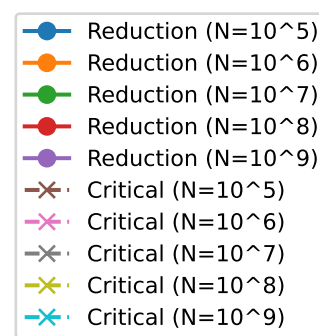 Reduction (N=10^5)
Reduction (N=10^6)
Reduction (N=10^7)
Reduction (N=10^8)
Reduction (N=10^9)
Critical (N=10^5)
Critical (N=10^6)
Critical (N=10^7)
Critical (N=10^8)
Critical (N=10^9)